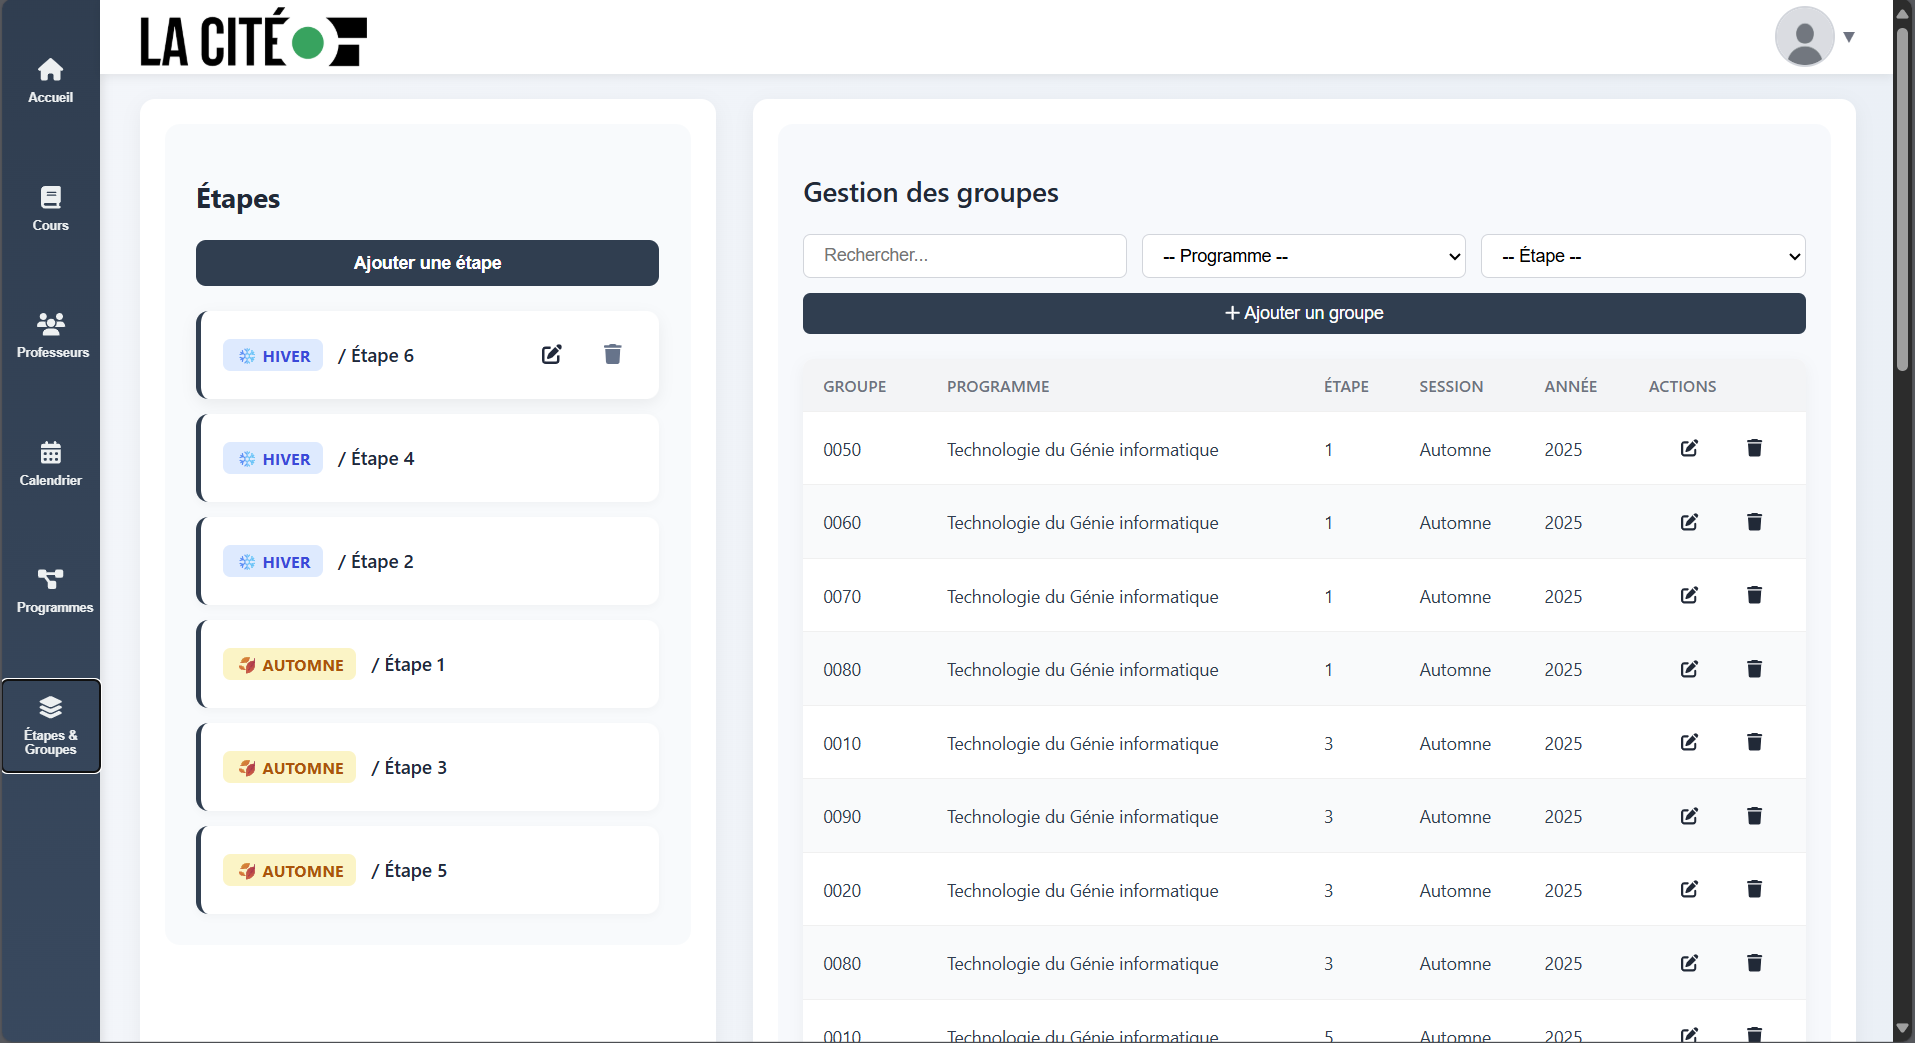 LA CITÉ
Accueil
Cours
Professeurs
Calendrier
Programmes
Étapes &
Groupes
Étapes
Ajouter une étape
HIVER / Étape 6
HIVER / Étape 4
HIVER / Étape 2
AUTOMNE / Étape 1
AUTOMNE / Étape 3
AUTOMNE / Étape 5
Gestion des groupes
Rechercher... -- Programme -- -- Étape --
+ Ajouter un groupe
GROUPE PROGRAMME ÉTAPE SESSION ANNÉE ACTIONS
0050 Technologie du Génie informatique 1 Automne 2025
0060 Technologie du Génie informatique 1 Automne 2025
0070 Technologie du Génie informatique 1 Automne 2025
0080 Technologie du Génie informatique 1 Automne 2025
0010 Technologie du Génie informatique 3 Automne 2025
0090 Technologie du Génie informatique 3 Automne 2025
0020 Technologie du Génie informatique 3 Automne 2025
0080 Technologie du Génie informatique 3 Automne 2025
0010 Technologie du Génie informatique 5 Automne 2025